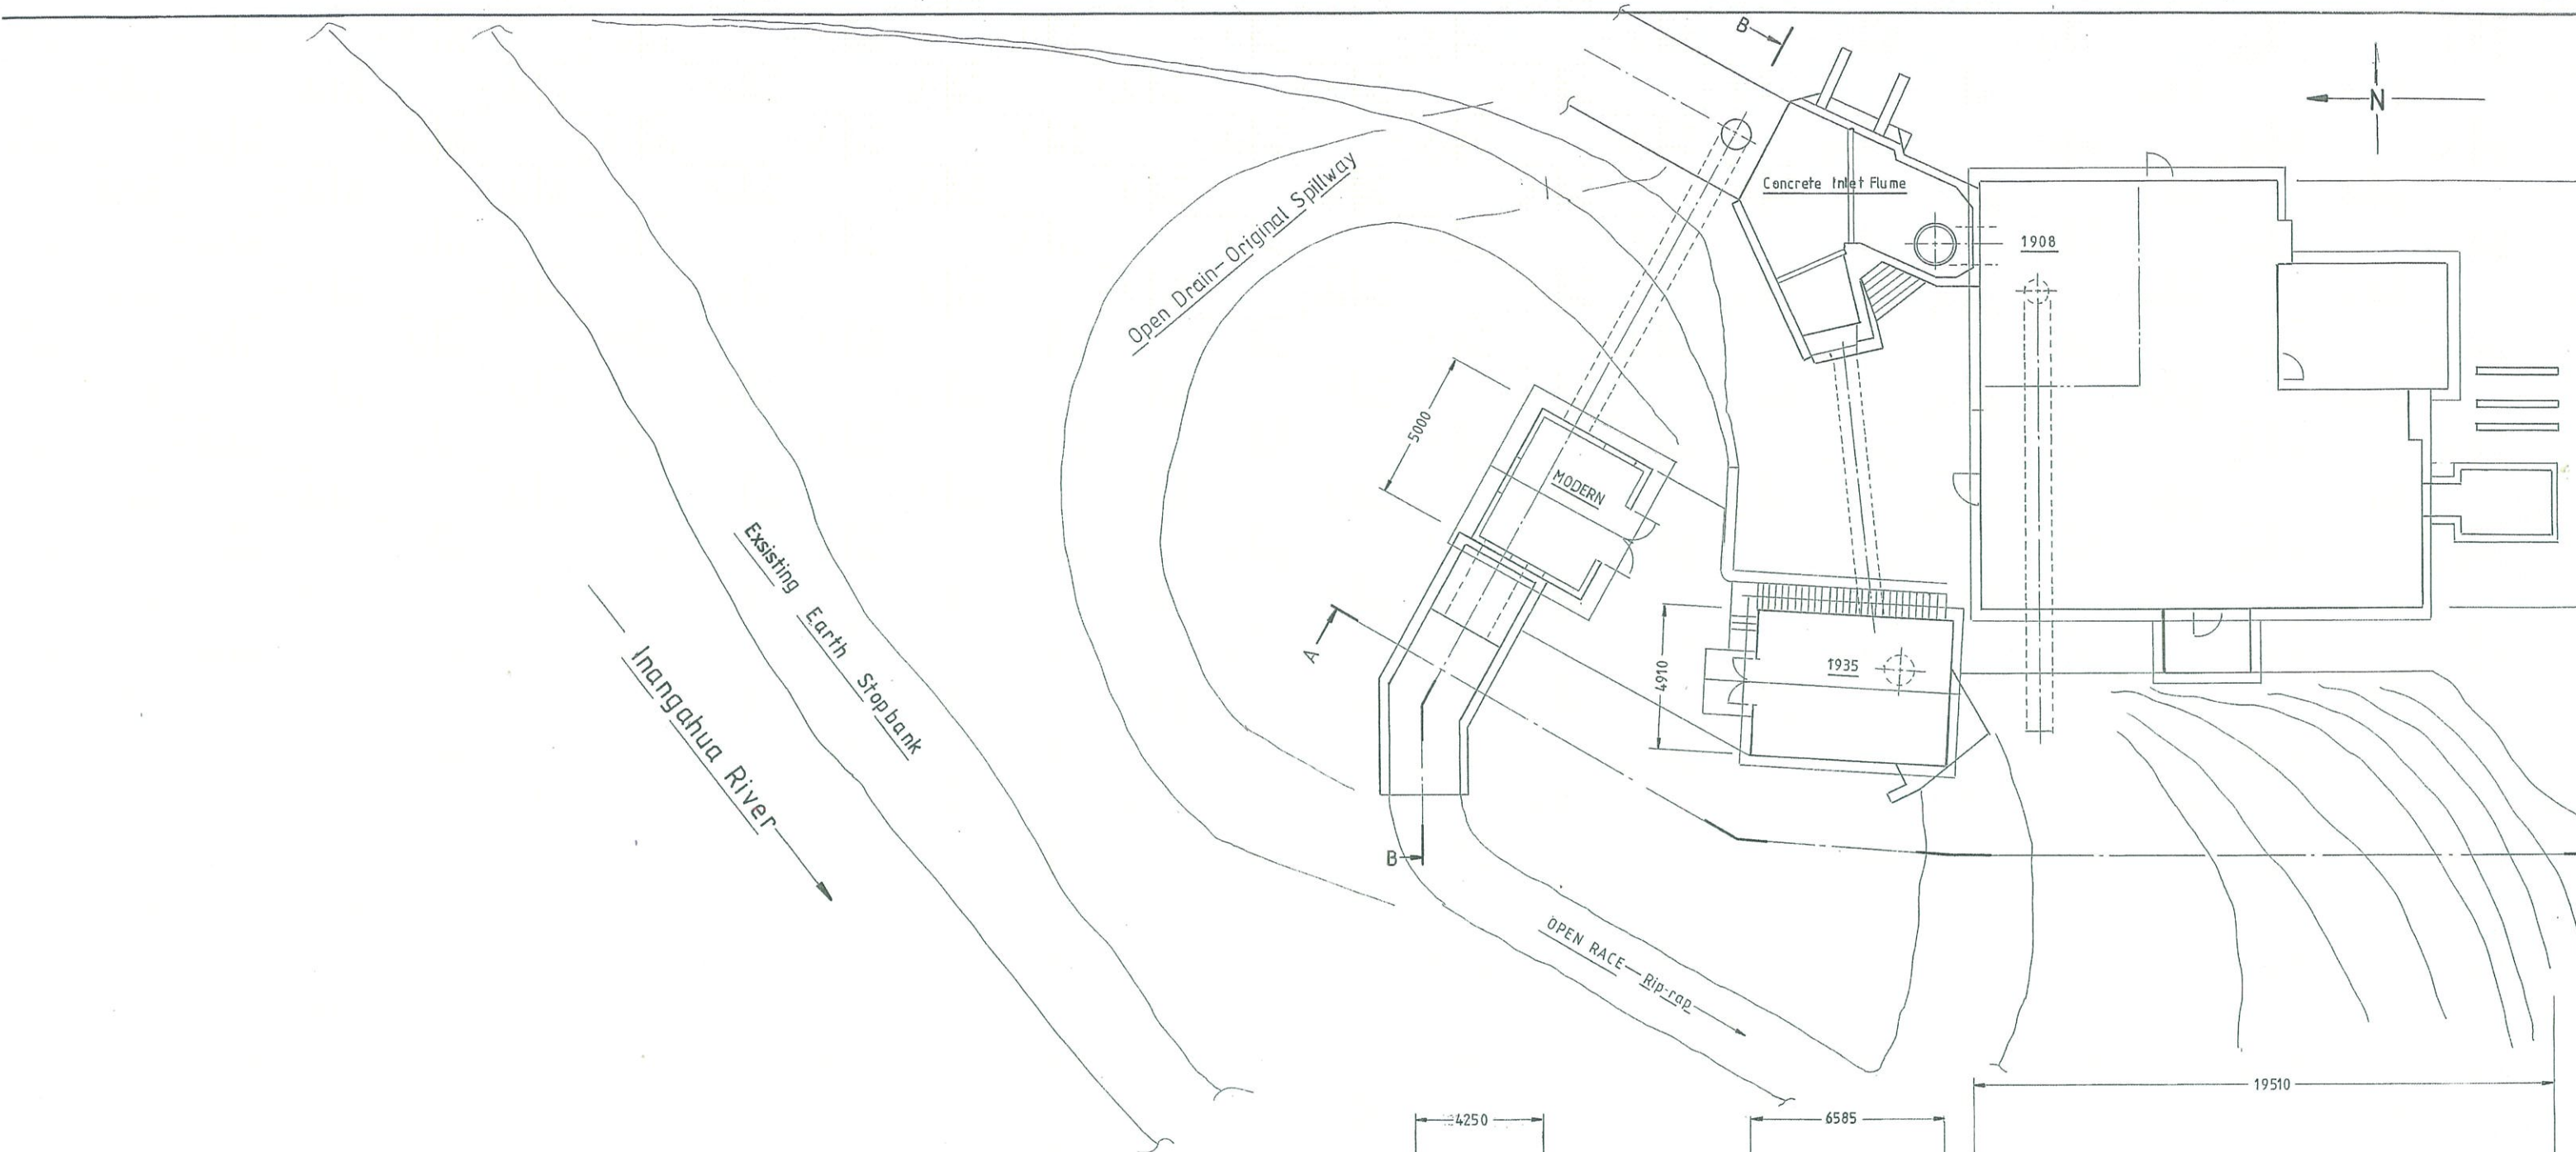 B
N
Concrete Inlet Flume
Open Drain-Original Spillway
1908
5000
MODERN
Exsisting Earth Stopbank
Inangahua River
A
4910
1935
B
OPEN RACE-Rip-rap
19510
4250
6585